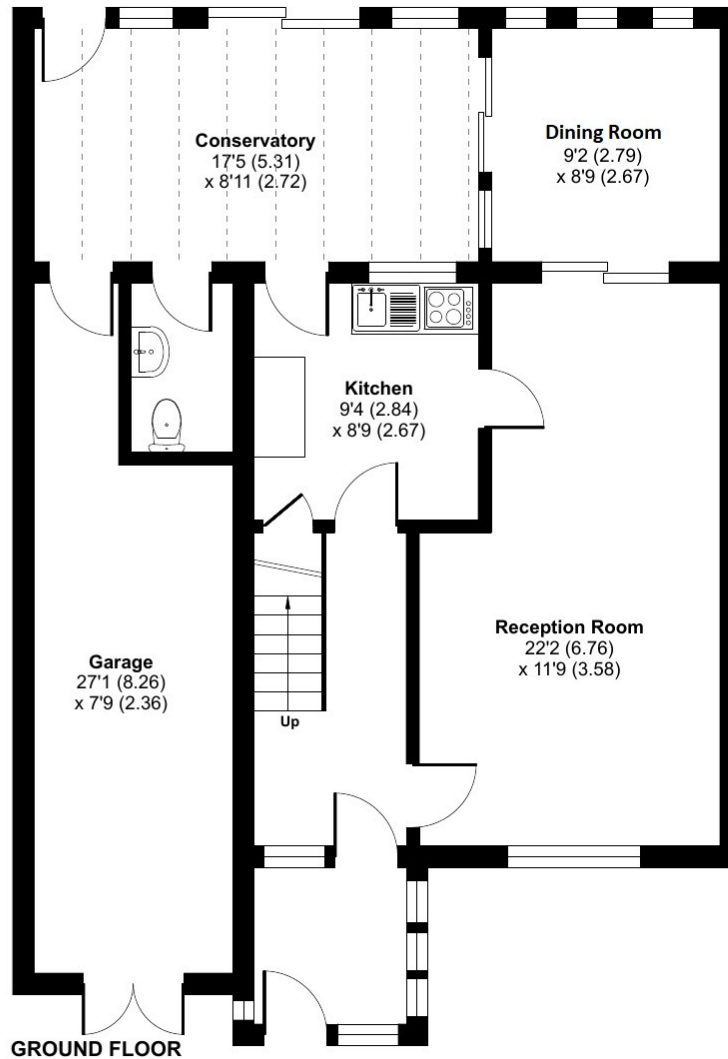 Conservatory
17'5 (5.31)
x 8'11 (2.72)
Dining Room
9'2 (2.79)
x 8'9 (2.67)
Kitchen
9'4 (2.84)
x 8'9 (2.67)
Reception Room
22'2 (6.76)
x 11'9 (3.58)
Garage
27'1 (8.26)
x 7'9 (2.36)
Up
GROUND FLOOR